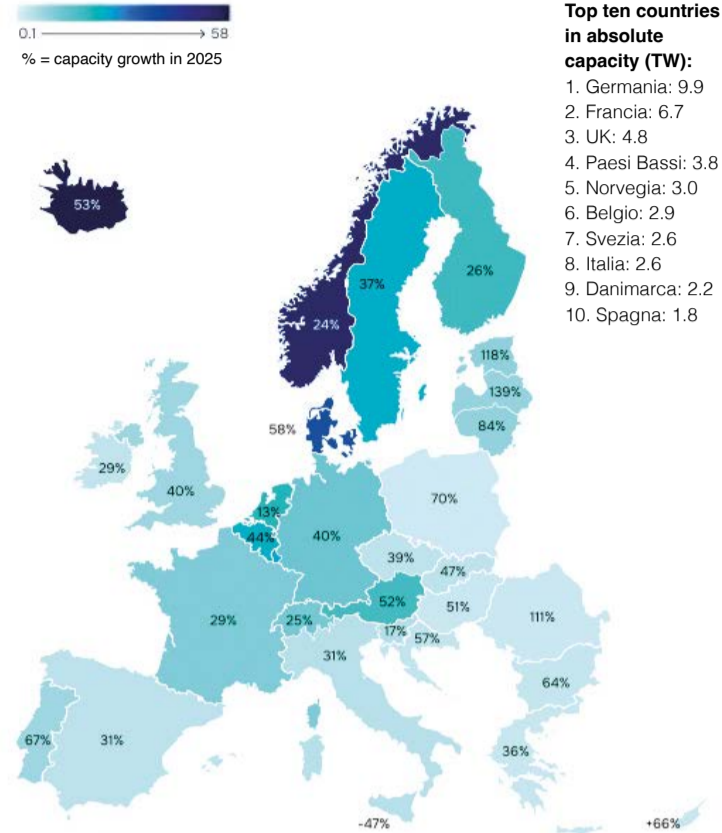 0.1 → 58
% = capacity growth in 2025
Top ten countries
in absolute
capacity (TW):
1. Germania: 9.9
2. Francia: 6.7
3. UK: 4.8
4. Paesi Bassi: 3.8
5. Norvegia: 3.0
6. Belgio: 2.9
7. Svezia: 2.6
8. Italia: 2.6
9. Danimarca: 2.2
10. Spagna: 1.8
53%
37%
26%
24%
118%
139%
58%
84%
29%
40%
70%
13%
44%
40%
39%
47%
52%
51%
29%
25%
17%
57%
111%
31%
64%
67%
31%
36%
-47%
+66%